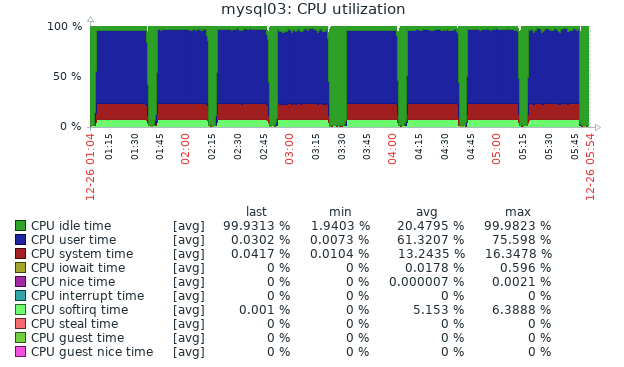 mysql03: CPU utilization
100 %
50 %
0 %
12-26 01:04
01:15
01:30
01:45
02:00
02:15
02:30
02:45
03:00
03:15
03:30
03:45
04:00
04:15
04:30
04:45
05:00
05:15
05:30
05:45
12-26 05:54
last min avg max
CPU idle time [avg] 99.9313 % 1.9403 % 20.4795 % 99.9823 %
CPU user time [avg] 0.0302 % 0.0073 % 61.3207 % 75.598 %
CPU system time [avg] 0.0417 % 0.0104 % 13.2435 % 16.3478 %
CPU iowait time [avg] 0 % 0 % 0.0178 % 0.596 %
CPU nice time [avg] 0 % 0 % 0.000007 % 0.0021 %
CPU interrupt time [avg] 0 % 0 % 0 % 0 %
CPU softirq time [avg] 0.001 % 0 % 5.153 % 6.3888 %
CPU steal time [avg] 0 % 0 % 0 % 0 %
CPU guest time [avg] 0 % 0 % 0 % 0 %
CPU guest nice time [avg] 0 % 0 % 0 % 0 %